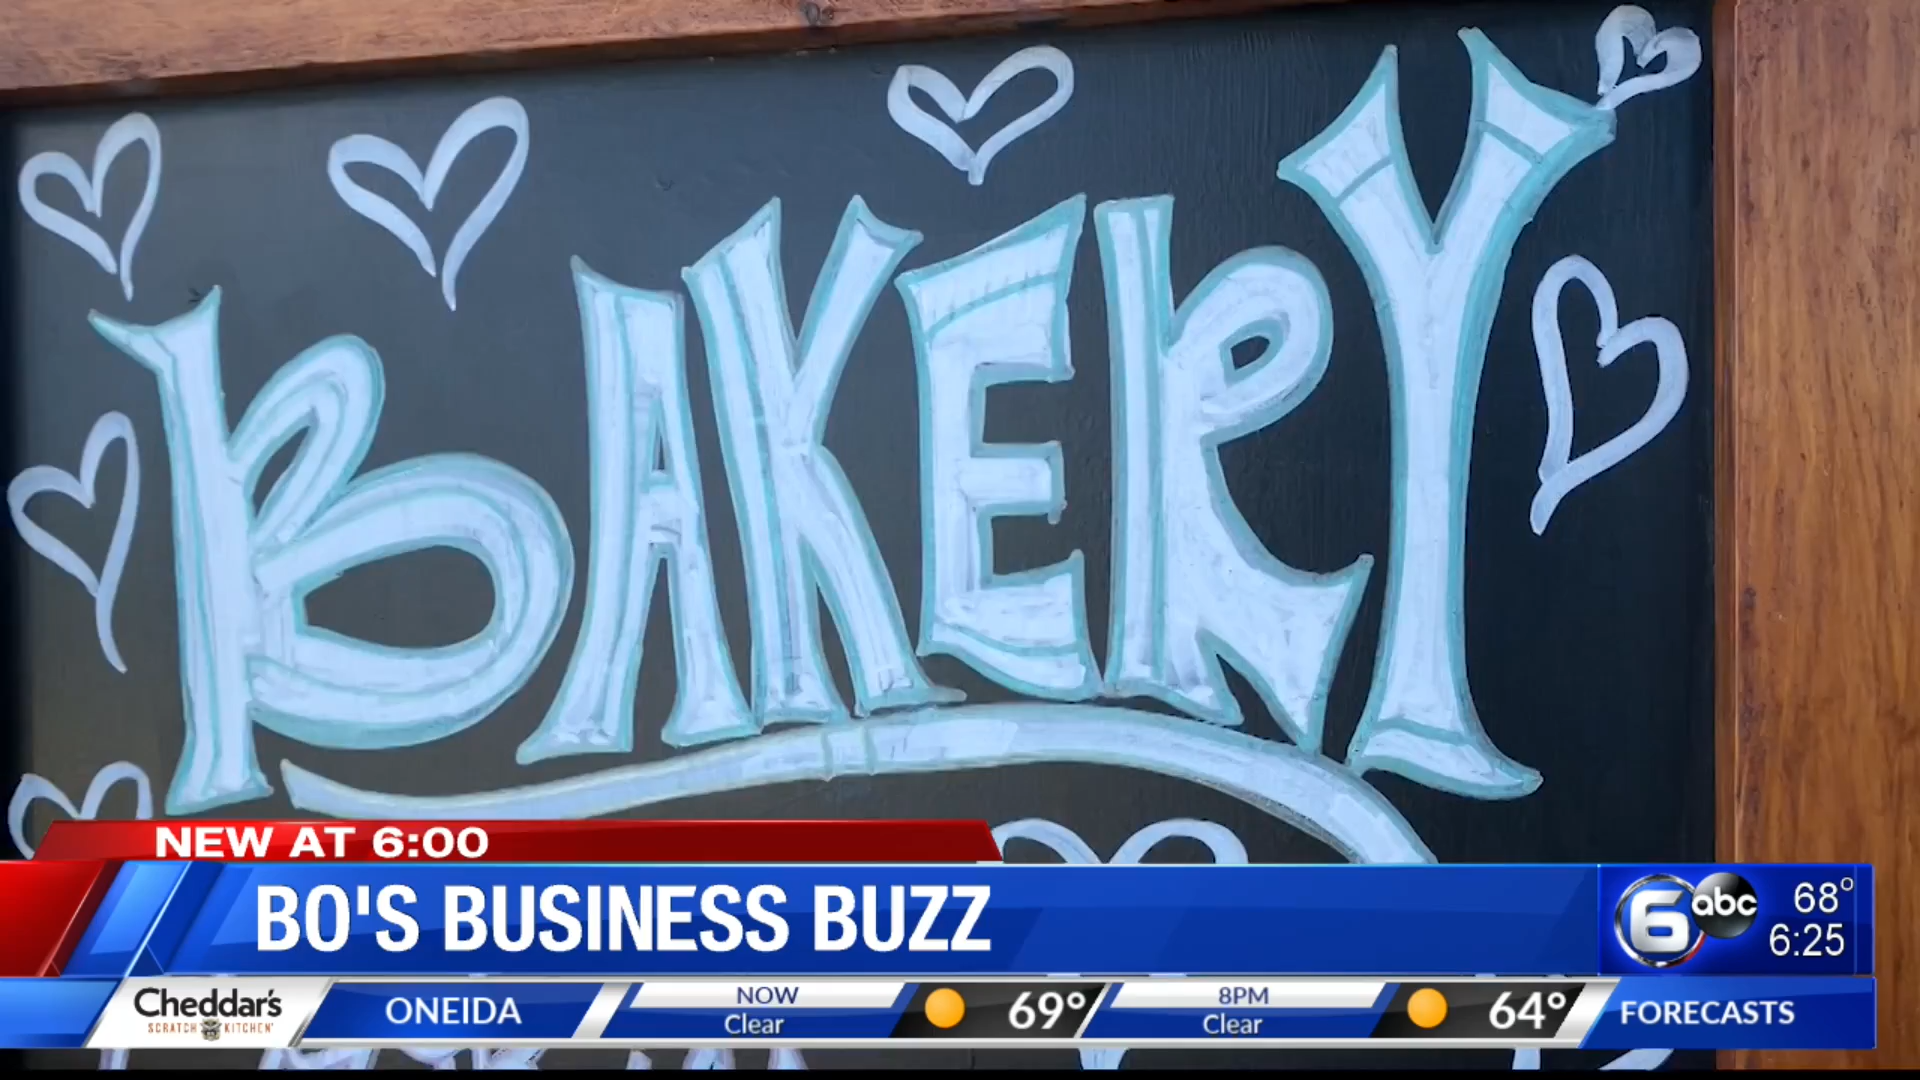 BAKERY
NEW AT 6:00
BO'S BUSINESS BUZZ
6 abc
68°
6:25
Cheddar's
SCRATCH KITCHEN
ONEIDA
NOW
Clear
69°
8PM
Clear
64°
FORECASTS